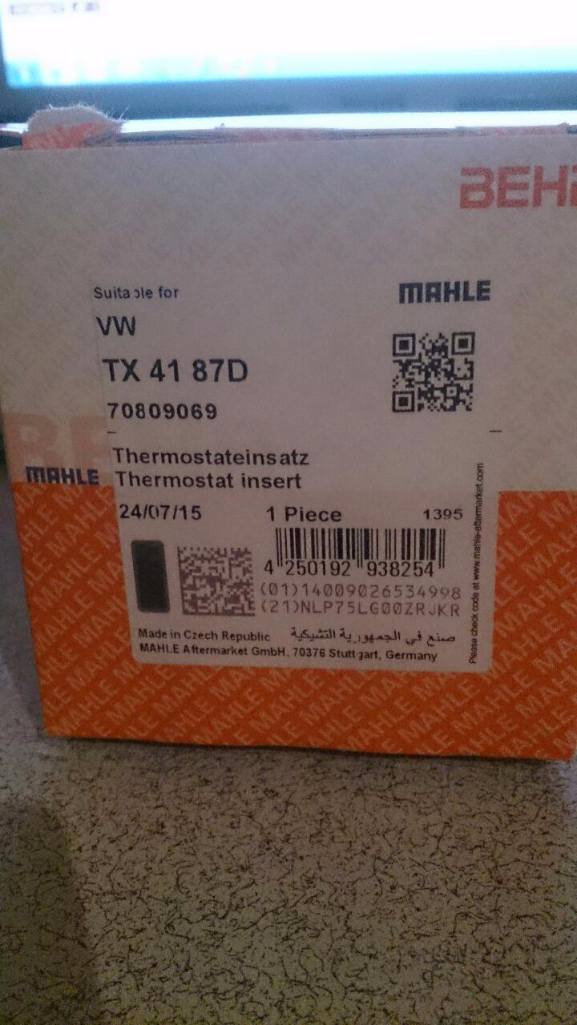 BEH
Suitable for
MAHLE
VW
TX 41 87D
70809069
MAHLE
Thermostateinsatz
Thermostat insert
24/07/15 1 Piece 1395
4 250192 938254
(01)14009026534998
(21)NLP75LG00ZRJKR
Please check code at www.mahle-aftermarket.com
Made in Czech Republic صنع في الجمهورية التشيكية
MAHLE Aftermarket GmbH, 70376 Stuttgart, Germany